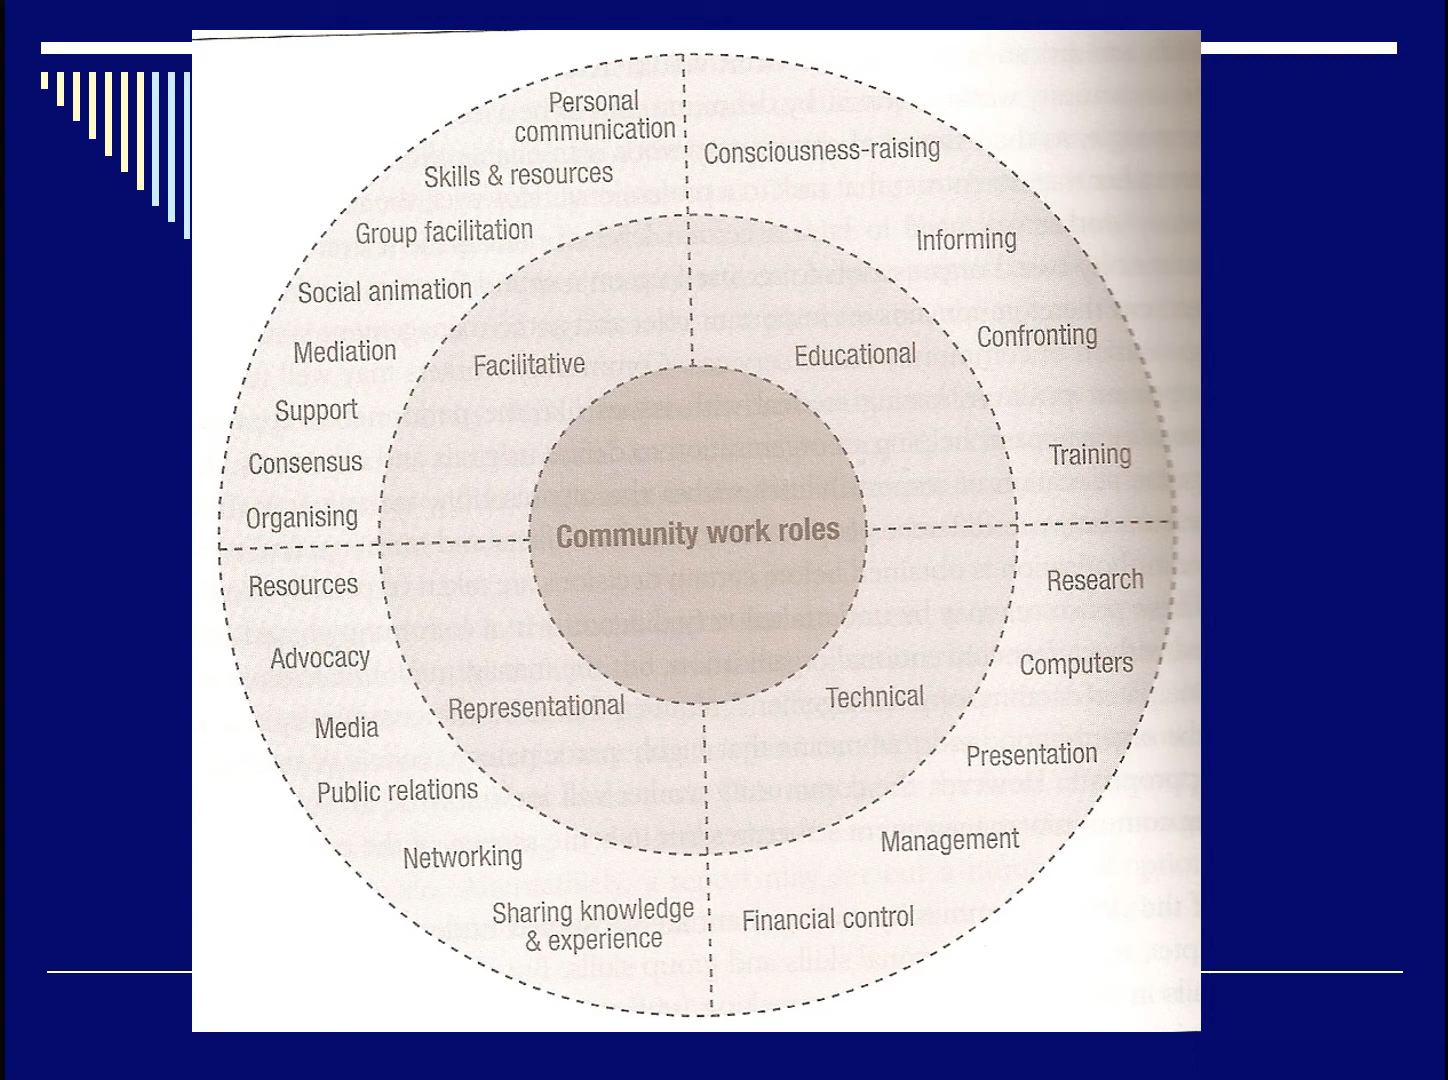 Personal
communication
Skills & resources
Group facilitation
Social animation
Mediation
Support
Consensus
Organising
Facilitative
Consciousness-raising
Informing
Confronting
Training
Educational
Community work roles
Resources
Advocacy
Media
Public relations
Networking
Sharing knowledge
& experience
Representational
Research
Computers
Presentation
Management
Financial control
Technical